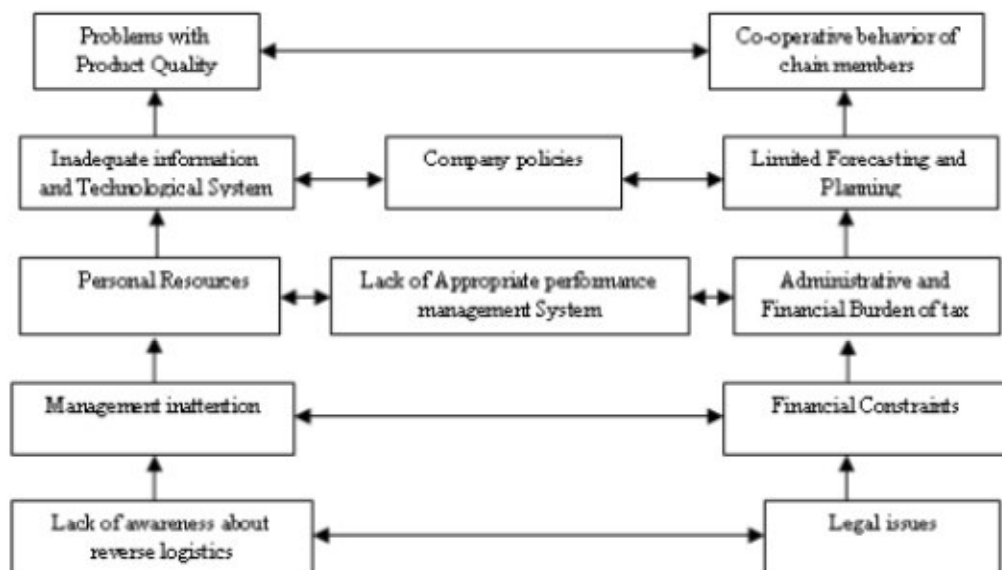 Problems with
Product Quality
Co-operative behavior of
chain members
Inadequate information
and Technological System
Company policies
Limited Forecasting and
Planning
Personal Resources
Lack of Appropriate performance
management System
Administrative and
Financial Burden of tax
Management inattention
Financial Constraints
Lack of awareness about
reverse logistics
Legal issues